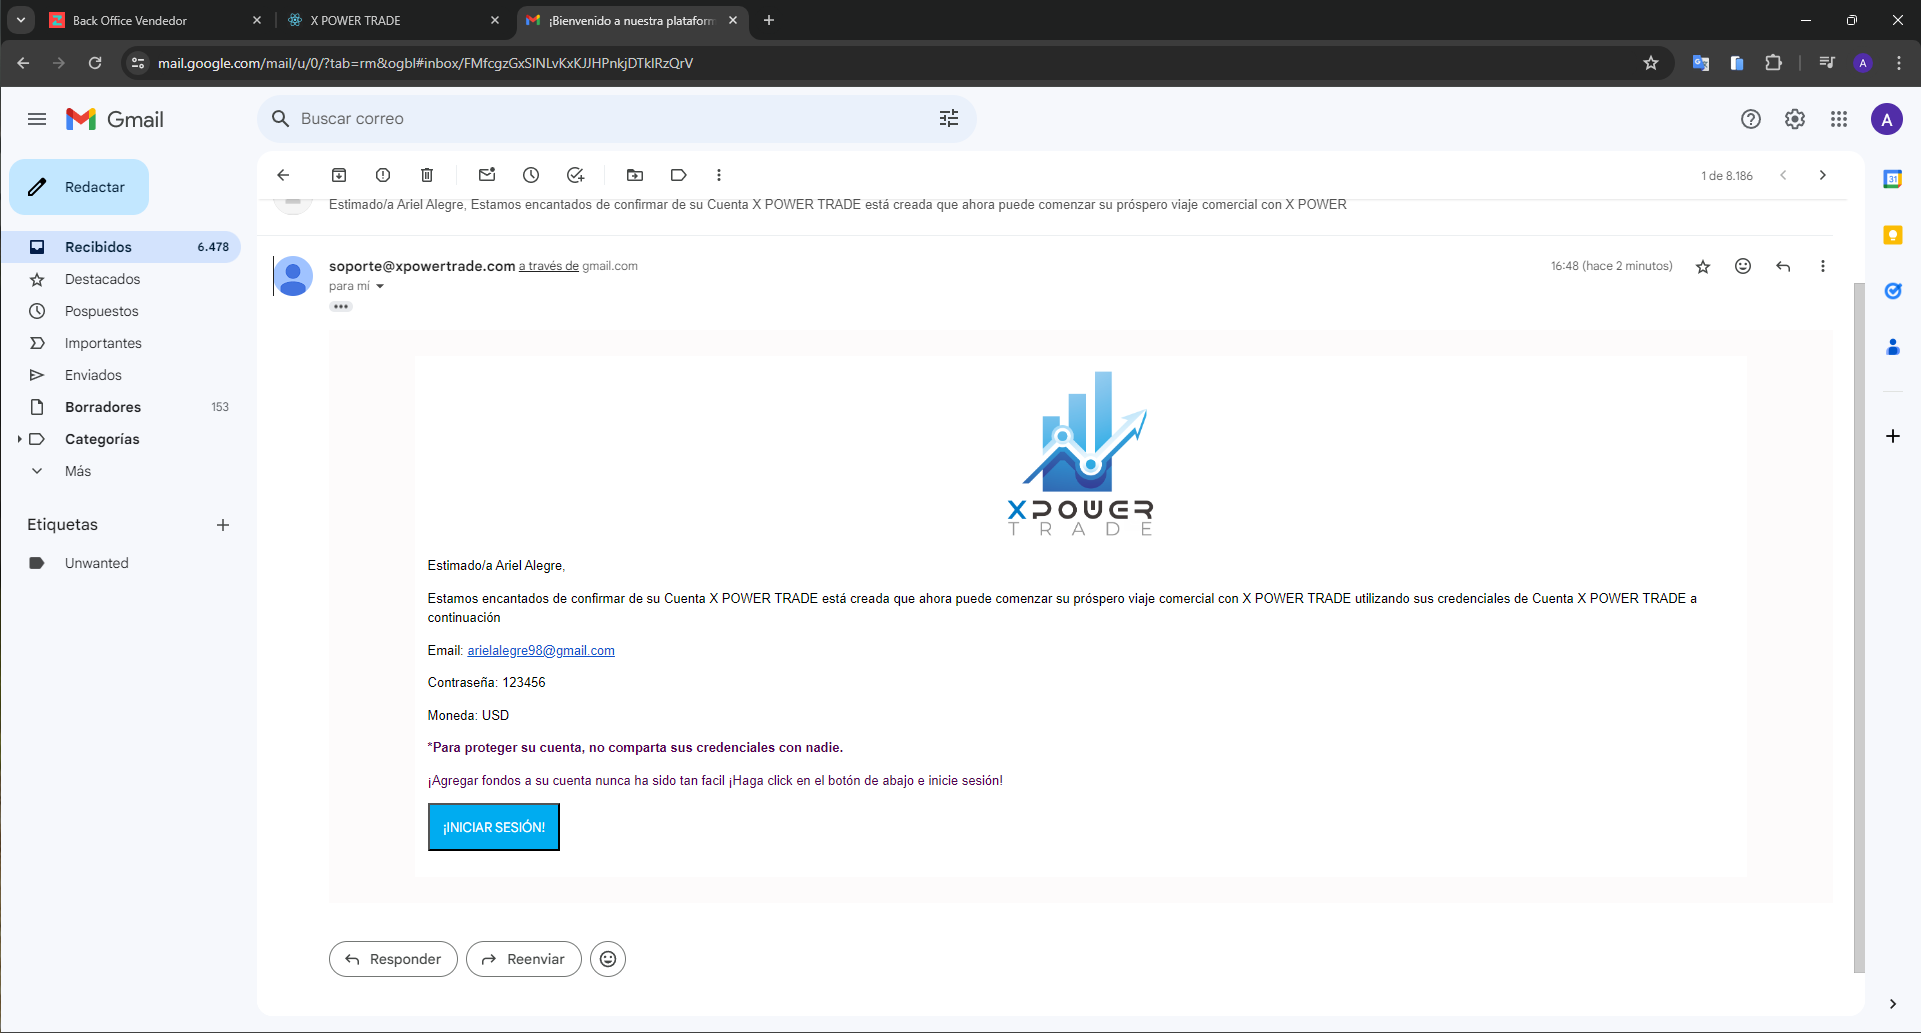 Back Office Vendedor
X POWER TRADE
¡Bienvenido a nuestra plataform
mail.google.com/mail/u/0/?tab=rm&ogbl#inbox/FMfcgzGxSlNLvKxKJJHPnkjDTklRzQrV
A
Gmail
Buscar correo
A
Redactar
1 de 8.186
Estimado/a Ariel Alegre, Estamos encantados de confirmar de su Cuenta X POWER TRADE está creada que ahora puede comenzar su próspero viaje comercial con X POWER
Recibidos 6.478
Destacados
Pospuestos
Importantes
Enviados
Borradores 153
Categorías
Más
Etiquetas
Unwanted
31
soporte@xpowertrade.com a través de gmail.com
16:48 (hace 2 minutos)
para mí
XPOWER
TRADE
Estimado/a Ariel Alegre,
Estamos encantados de confirmar de su Cuenta X POWER TRADE está creada que ahora puede comenzar su próspero viaje comercial con X POWER TRADE utilizando sus credenciales de Cuenta X POWER TRADE a
continuación
Email: arielalegre98@gmail.com
Contraseña: 123456
Moneda: USD
*Para proteger su cuenta, no comparta sus credenciales con nadie.
¡Agregar fondos a su cuenta nunca ha sido tan facil ¡Haga click en el botón de abajo e inicie sesión!
¡INICIAR SESIÓN!
Responder
Reenviar